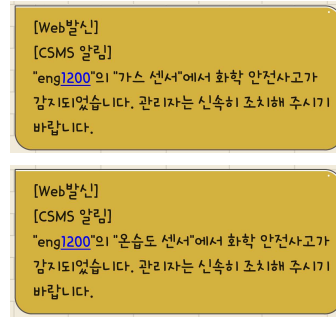 [Web발신]
[CSMS 알림]
"eng1200"의 "가스 센서"에서 화학 안전사고가
감지되었습니다. 관리자는 신속히 조치해 주시기
바랍니다.
[Web발신]
[CSMS 알림]
"eng1200"의 "온습도 센서"에서 화학 안전사고가
감지되었습니다. 관리자는 신속히 조치해 주시기
바랍니다.